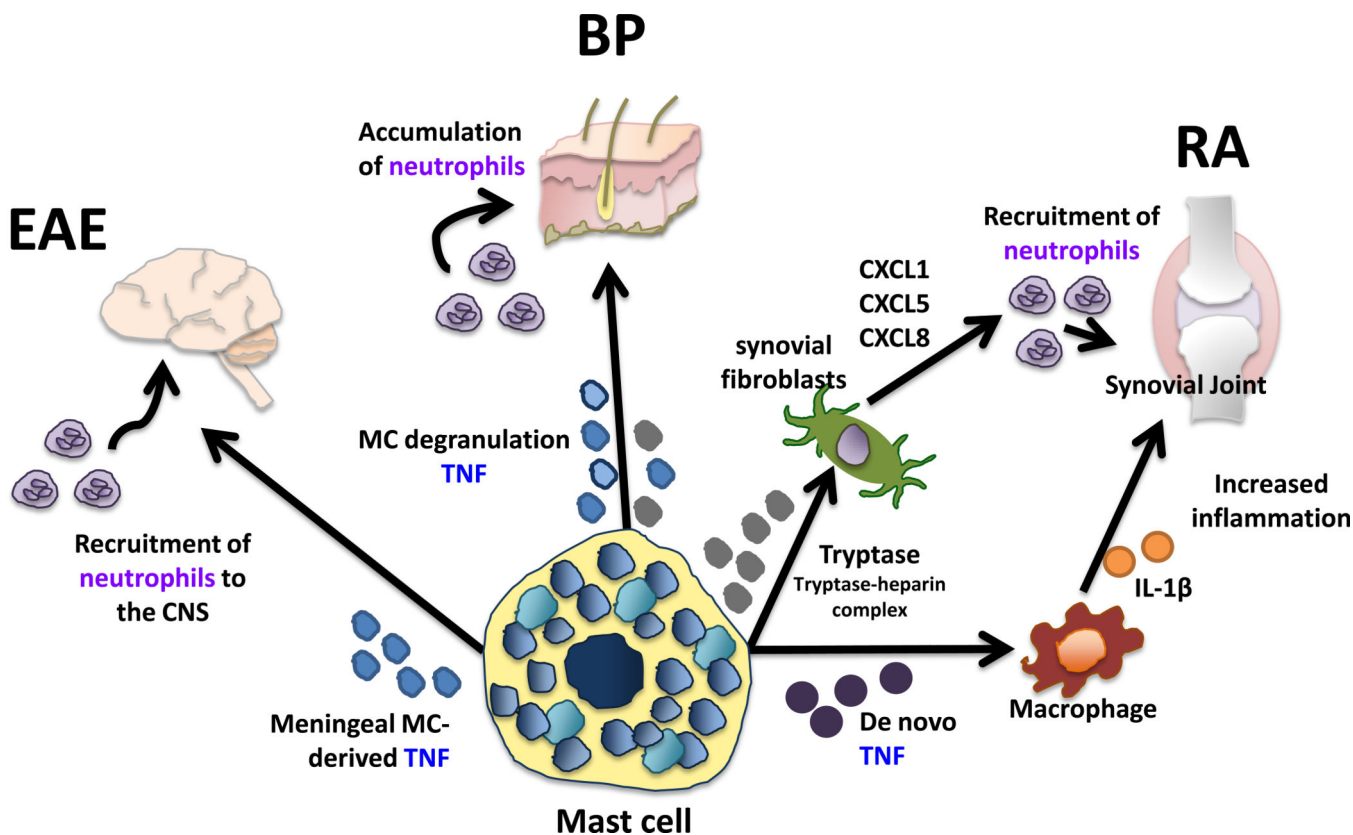 BP
Accumulation
of neutrophils
RA
EAE
Recruitment of
neutrophils
CXCL1
CXCL5
CXCL8
synovial
fibroblasts
Synovial Joint
MC degranulation
TNF
Increased
inflammation
Recruitment of
neutrophils to
the CNS
Tryptase
Tryptase-heparin
complex
IL-1β
Meningeal MC-
derived TNF
De novo
TNF
Macrophage
Mast cell